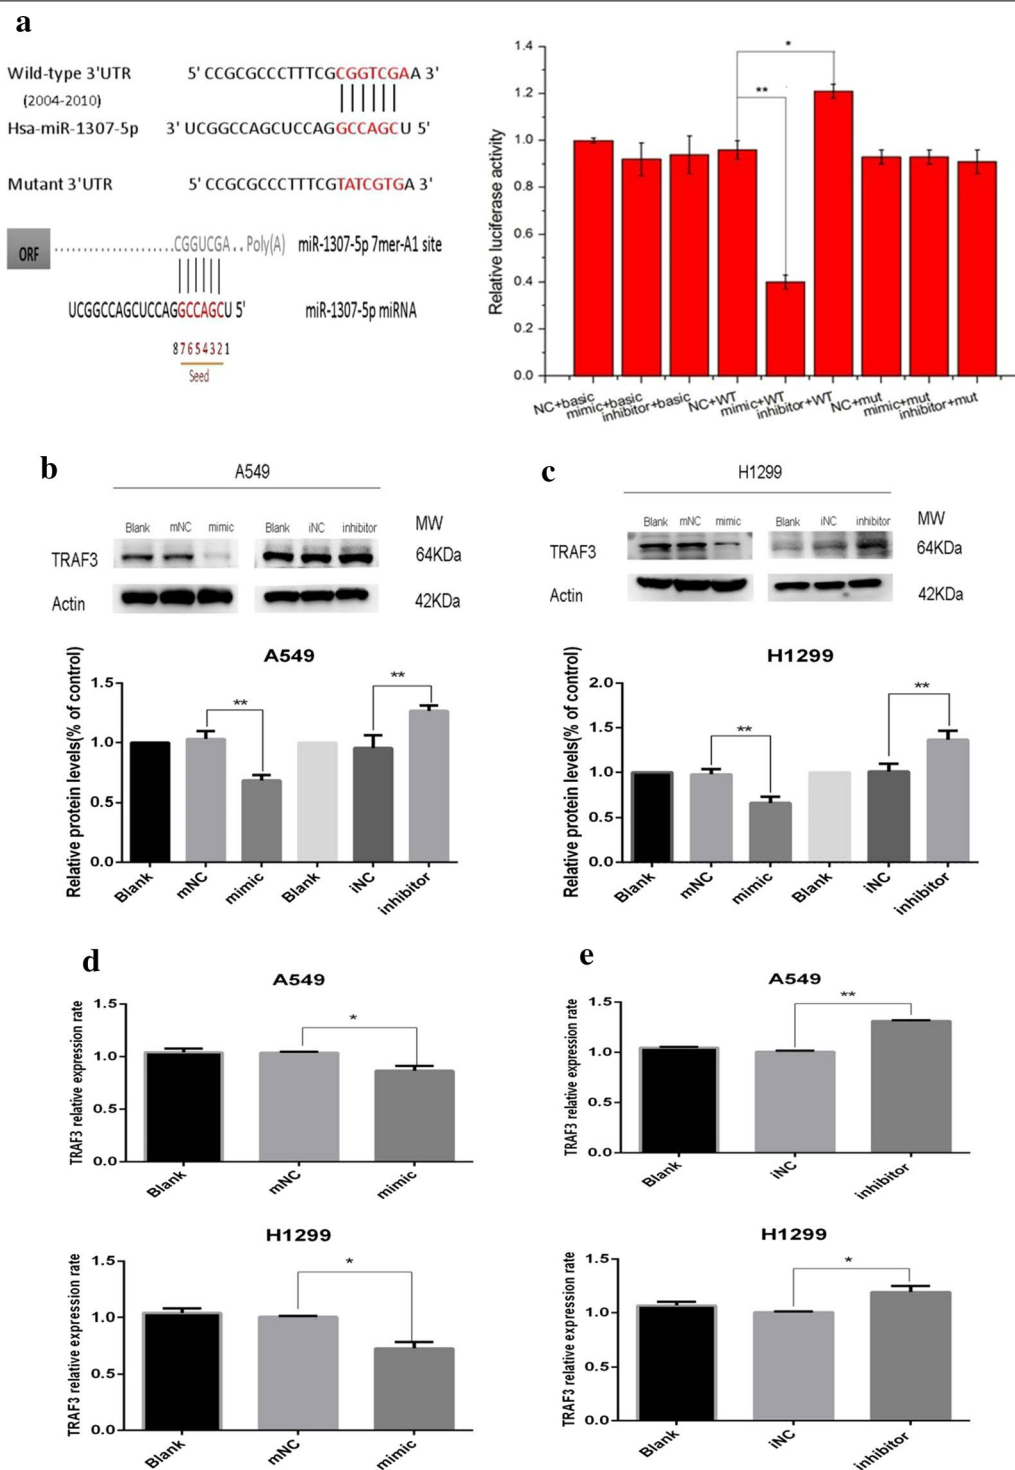 a
Wild-type 3'UTR 5' CCGCGCCCTTTCGCGGTCGAA 3'
(2004-2010)
Hsa-miR-1307-5p 3' UCGGCCAGCUCCAGGCCAGCU 5'
Mutant 3'UTR 5' CCGCGCCCTTTCGTATCGTGA 3'
ORF CGGUCGA Poly(A) miR-1307-5p 7mer-A1 site
UCGGCCAGCUCCAGGCCAGCU 5' miR-1307-5p miRNA
87654321
Seed
Relative luciferase activity
1.4
1.2
1.0
0.8
0.6
0.4
0.2
0.0
*
**
NC+basic
mimic+basic
inhibitor+basic
NC+WT
mimic+WT
inhibitor+WT
NC+mut
mimic+mut
inhibitor+mut
b
A549
Blank mNC mimic Blank iNC inhibitor MW
TRAF3 64KDa
Actin 42KDa
A549
Relative protein levels(% of control)
1.5
1.0
0.5
0.0
**
**
Blank
mNC
mimic
Blank
iNC
inhibitor
c
H1299
Blank mNC mimic Blank iNC inhibitor MW
TRAF3 64KDa
Actin 42KDa
H1299
Relative protein levels(% of control)
2.0
1.5
1.0
0.5
0.0
**
**
Blank
mNC
mimic
Blank
iNC
inhibitor
d
A549
TRAF3 relative expression rate
1.5
1.0
0.5
0.0
*
Blank
mNC
mimic
H1299
TRAF3 relative expression rate
1.5
1.0
0.5
0.0
*
Blank
mNC
mimic
e
A549
TRAF3 relative expression rate
1.5
1.0
0.5
0.0
**
Blank
iNC
inhibitor
H1299
TRAF3 relative expression rate
1.5
1.0
0.5
0.0
*
Blank
iNC
inhibitor